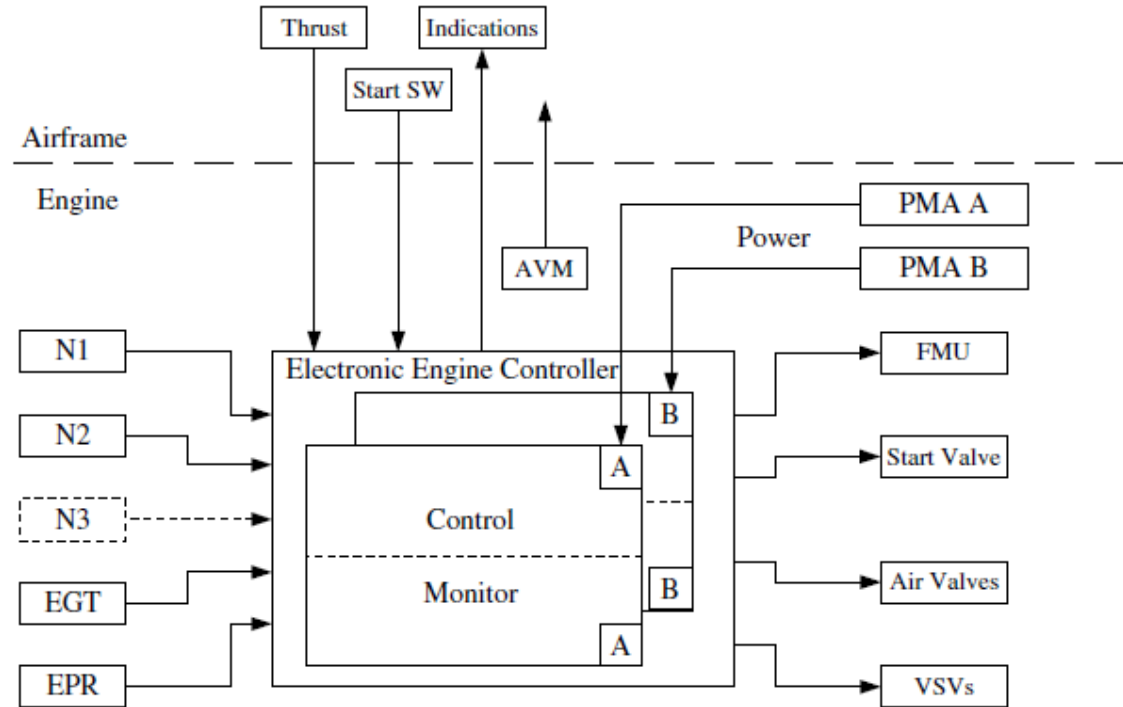 Thrust
Indications
Start SW
Airframe
Engine
PMA A
Power
PMA B
AVM
N1
FMU
Electronic Engine Controller
B
N2
A
Start Valve
N3
Control
EGT
Monitor
B
Air Valves
A
EPR
VSVs